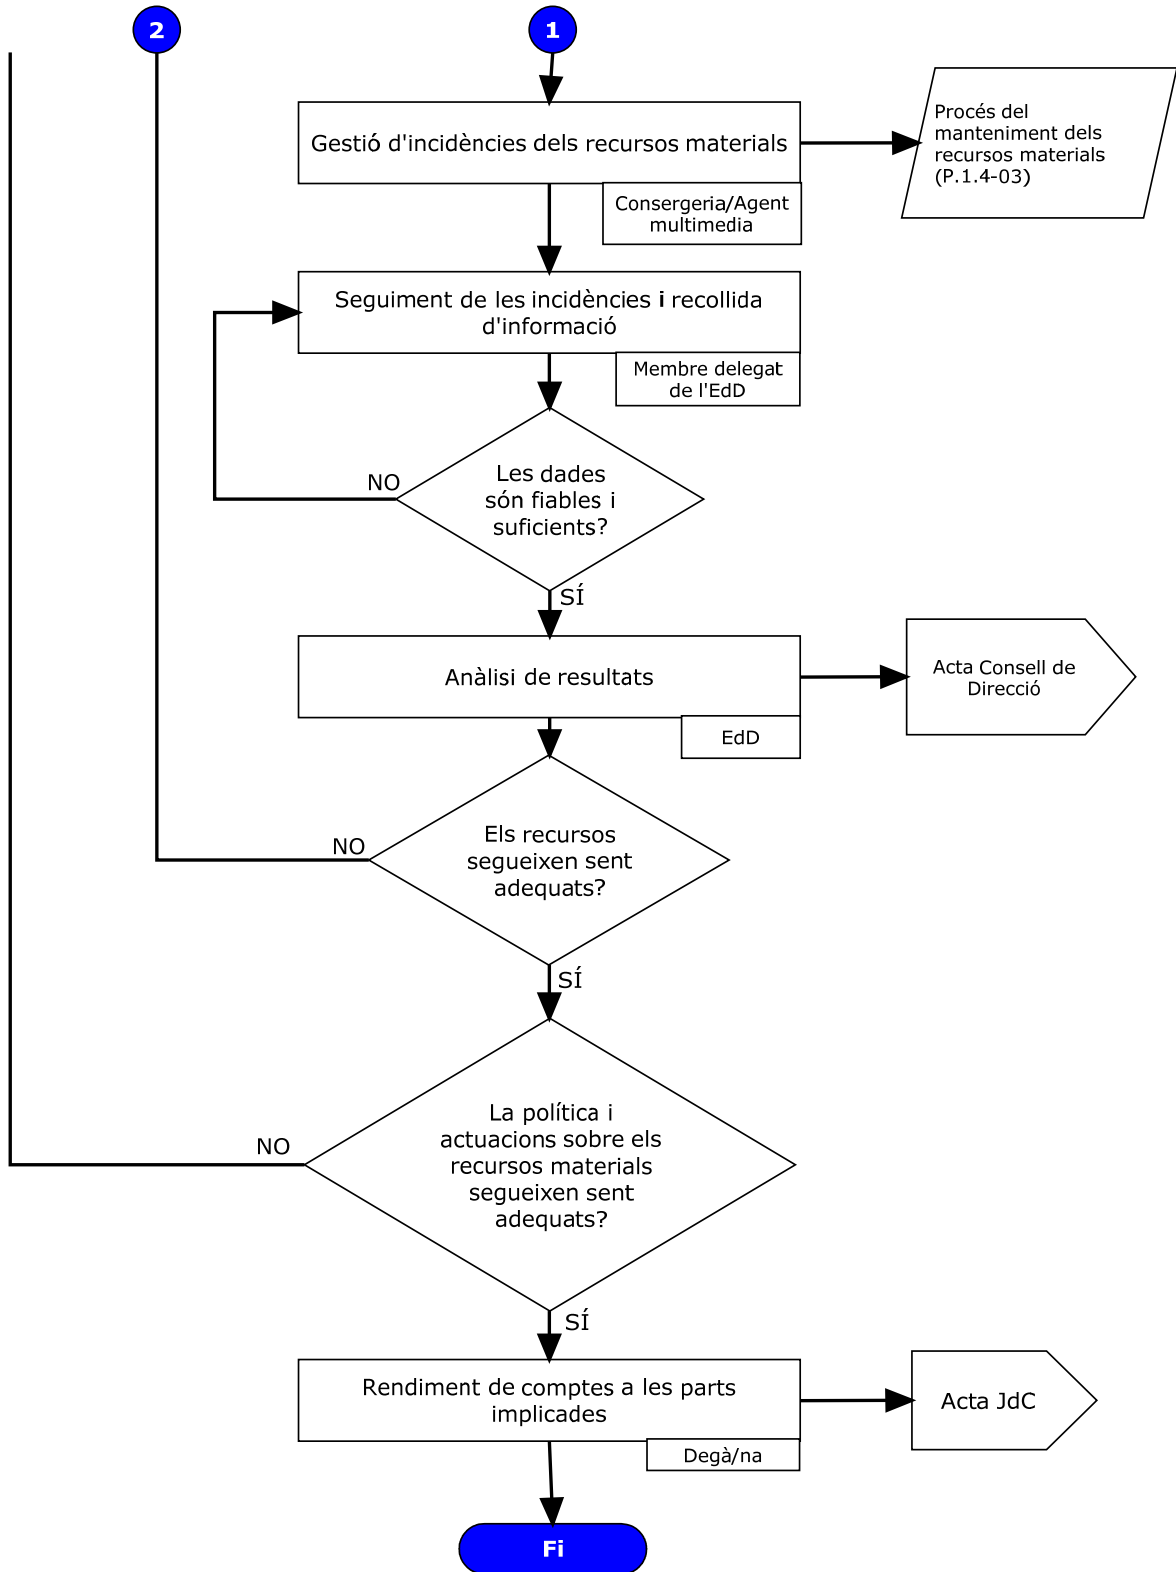 2
1
Gestió d'incidències dels recursos materials
Procés del
manteniment dels
recursos materials
(P.1.4-03)
Consergeria/Agent
multimedia
Seguiment de les incidències i recollida
d'informació
Membre delegat
de l'EdD
NO
Les dades
són fiables i
suficients?
SÍ
Anàlisi de resultats
Acta Consell de
Direcció
EdD
NO
Els recursos
segueixen sent
adequats?
SÍ
NO
La política i
actuacions sobre els
recursos materials
segueixen sent
adequats?
SÍ
Rendiment de comptes a les parts
implicades
Acta JdC
Degà/na
Fi